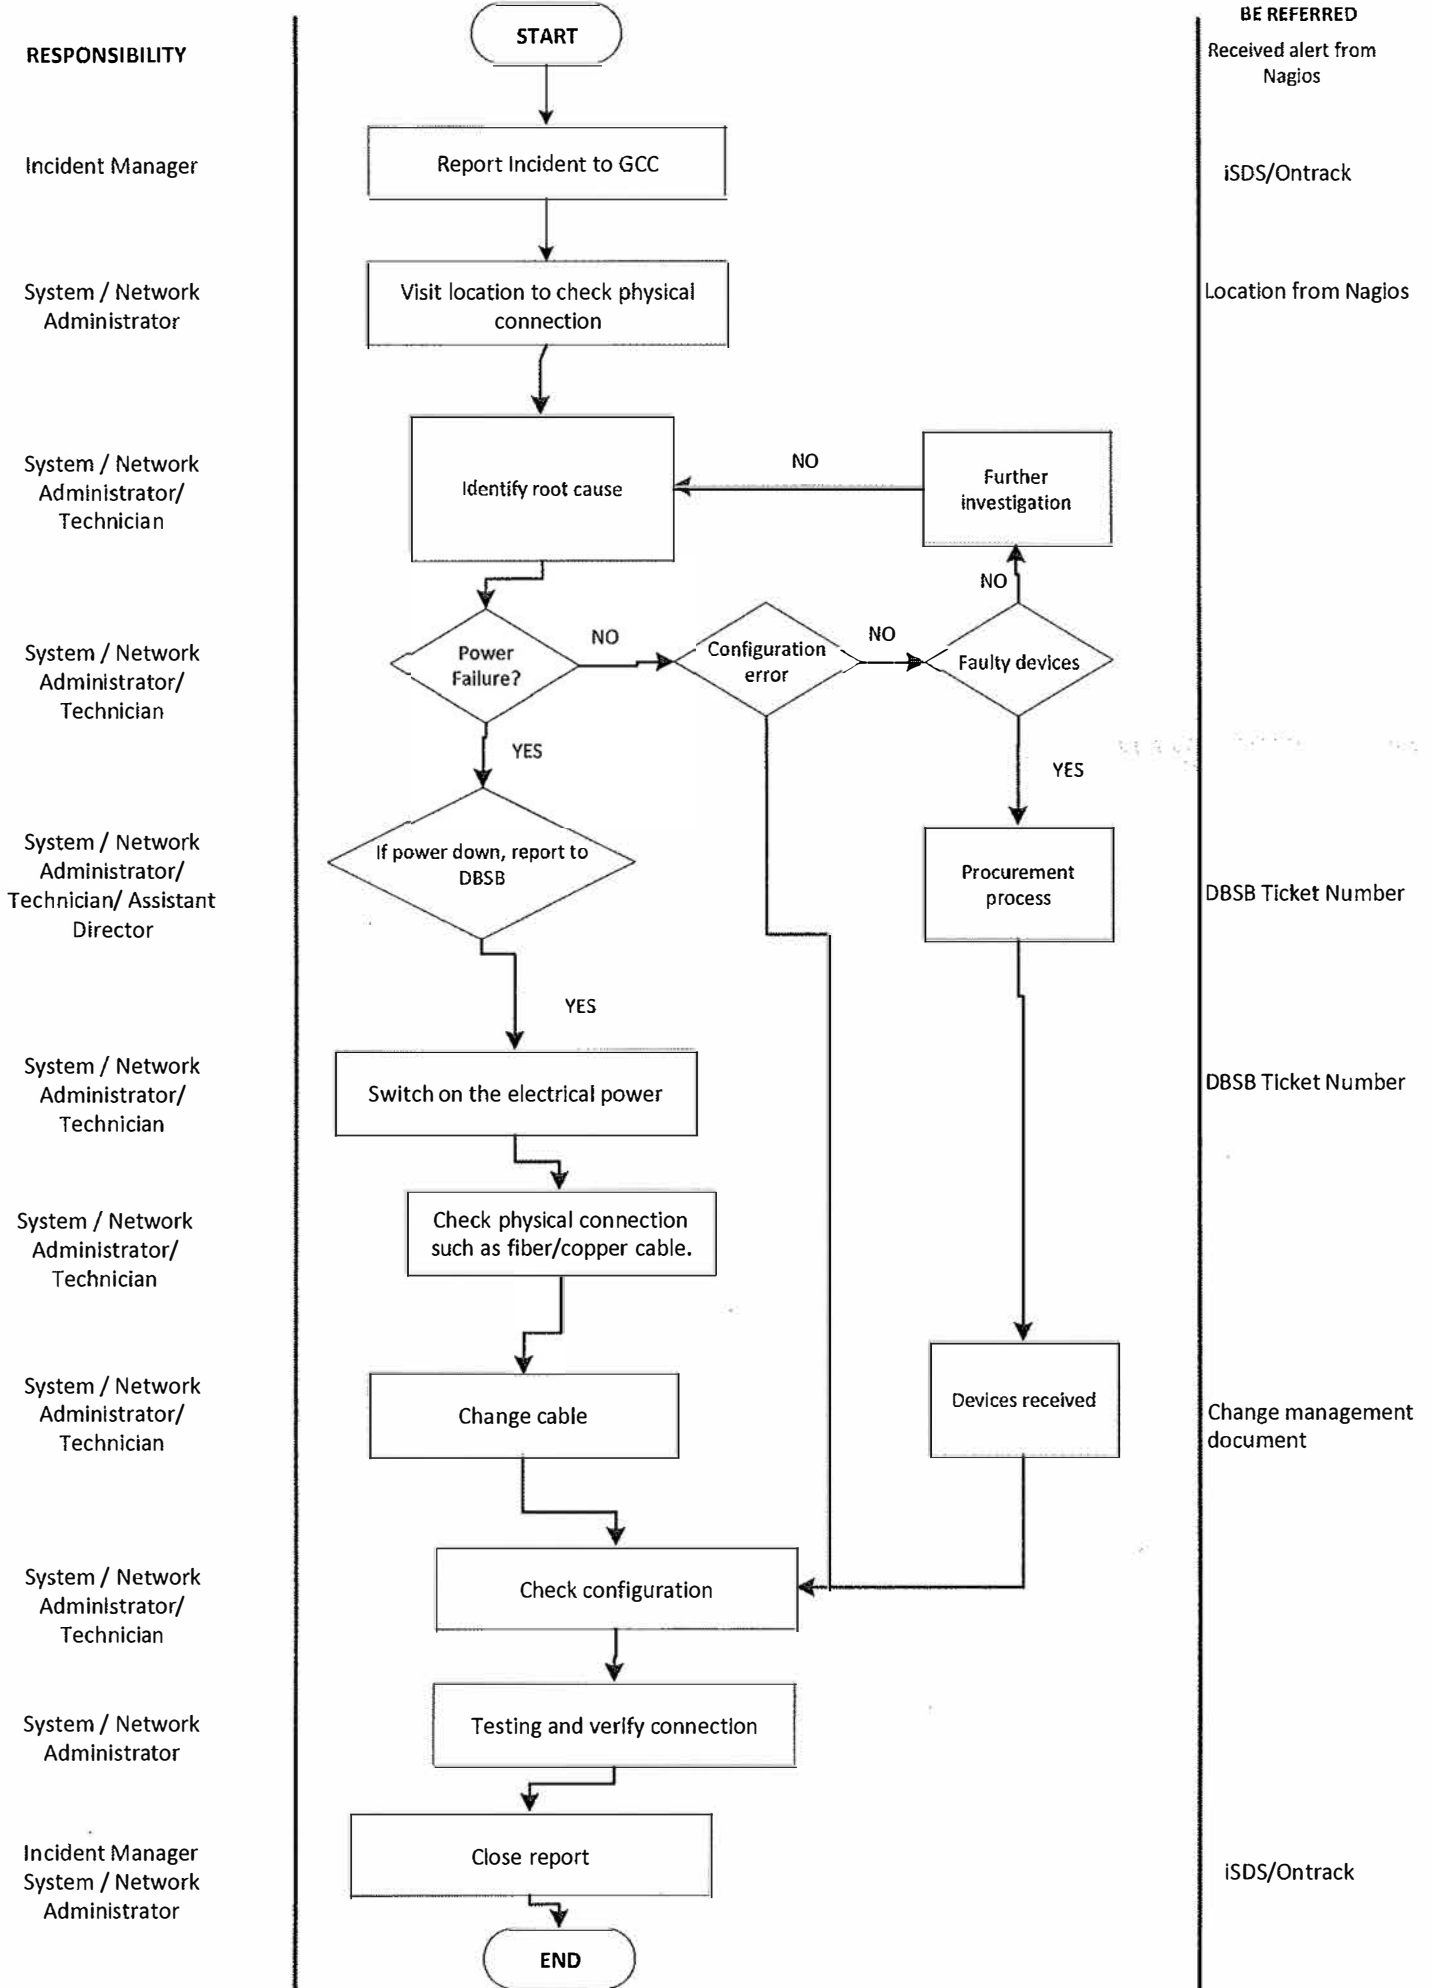 BE REFERRED
START
RESPONSIBILITY
Received alert from
Nagios
Incident Manager
Report Incident to GCC
iSDS/Ontrack
System / Network
Administrator
Visit location to check physical
connection
Location from Nagios
System / Network
Administrator/
Technician
Identify root cause
NO
Further
investigation
NO
System / Network
Administrator/
Technician
Power
Failure?
NO
Configuration
error
NO
Faulty devices
YES
YES
System / Network
Administrator/
Technician/ Assistant
Director
If power down, report to
DBSB
Procurement
process
DBSB Ticket Number
YES
System / Network
Administrator/
Technician
Switch on the electrical power
DBSB Ticket Number
System / Network
Administrator/
Technician
Check physical connection
such as fiber/copper cable.
System / Network
Administrator/
Technician
Change cable
Devices received
Change management
document
System / Network
Administrator/
Technician
Check configuration
System / Network
Administrator
Testing and verify connection
Incident Manager
System / Network
Administrator
Close report
iSDS/Ontrack
END